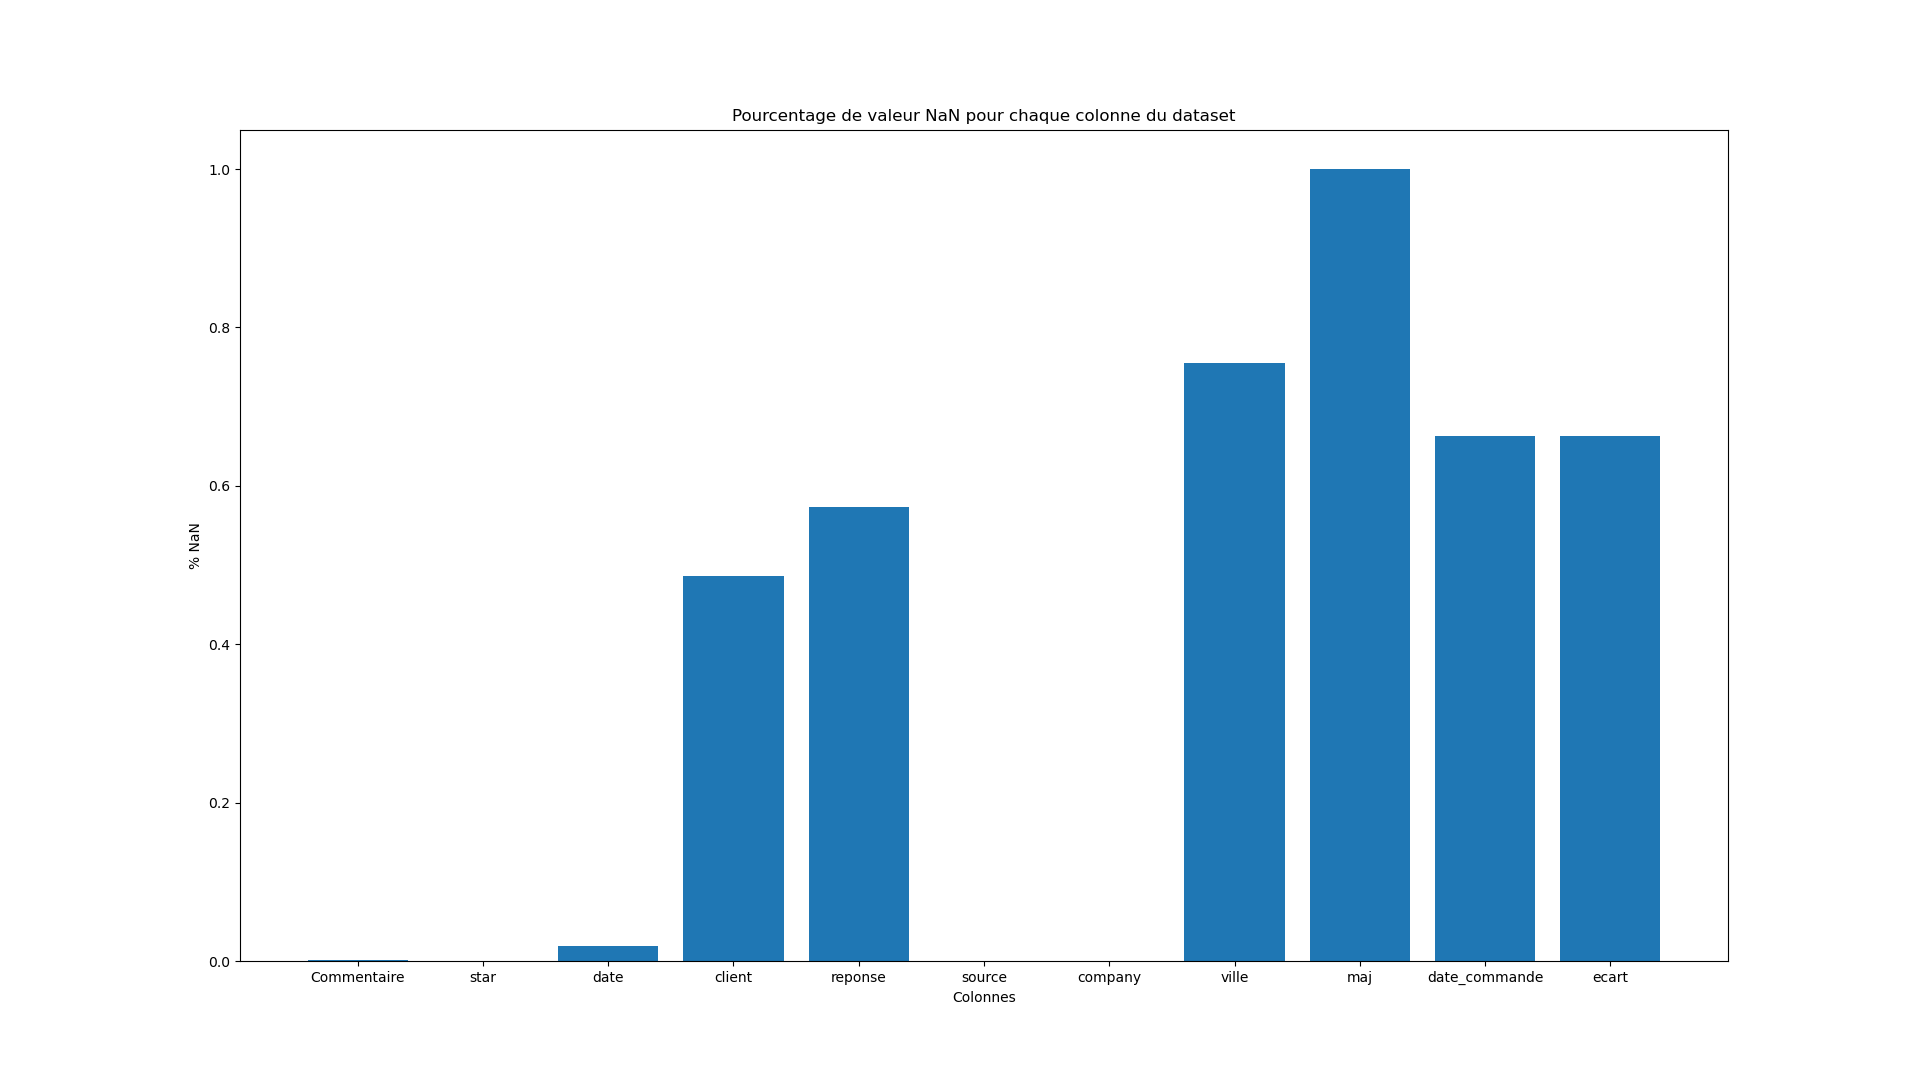 Pourcentage de valeur NaN pour chaque colonne du dataset
% NaN
1.0
0.8
0.6
0.4
0.2
0.0
Commentaire star date client reponse source company ville maj date_commande ecart
Colonnes